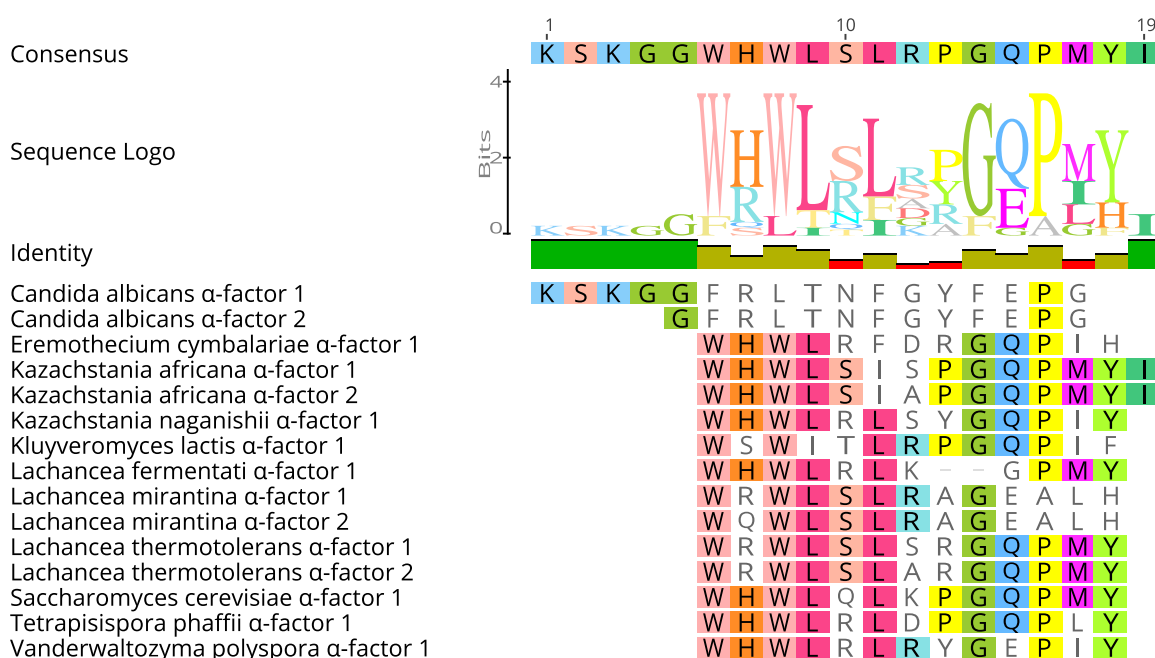 1 10 19
Consensus K S K G G W H W L S L R P G Q P M Y I
4
Sequence Logo Bits 2
0
Identity
Candida albicans α-factor 1 K S K G G F R L T N F G Y F E P G
Candida albicans α-factor 2 G F R L T N F G Y F E P G
Eremothecium cymbalariae α-factor 1 W H W L R F D R G Q P I H
Kazachstania africana α-factor 1 W H W L S I S P G Q P M Y I
Kazachstania africana α-factor 2 W H W L S I A P G Q P M Y I
Kazachstania naganishii α-factor 1 W H W L R L S Y G Q P I Y
Kluyveromyces lactis α-factor 1 W S W I T L R P G Q P I F
Lachancea fermentati α-factor 1 W H W L R L K - - G P M Y
Lachancea mirantina α-factor 1 W R W L S L R A G E A L H
Lachancea mirantina α-factor 2 W Q W L S L R A G E A L H
Lachancea thermotolerans α-factor 1 W R W L S L S R G Q P M Y
Lachancea thermotolerans α-factor 2 W R W L S L A R G Q P M Y
Saccharomyces cerevisiae α-factor 1 W H W L Q L K P G Q P M Y
Tetrapisispora phaffii α-factor 1 W H W L R L D P G Q P L Y
Vanderwaltozyma polyspora α-factor 1 W H W L R L R Y G E P I Y